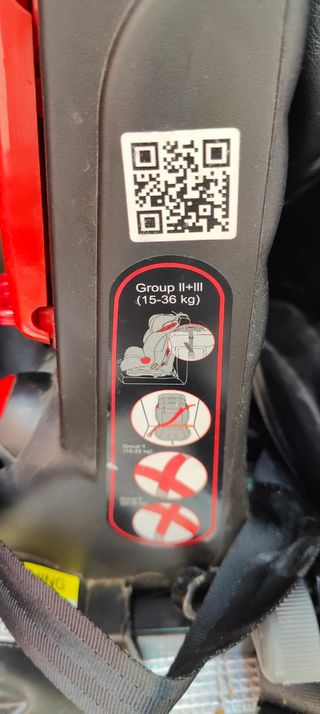 Group II+III
(15-36 kg)
Group II
(15-25 kg)